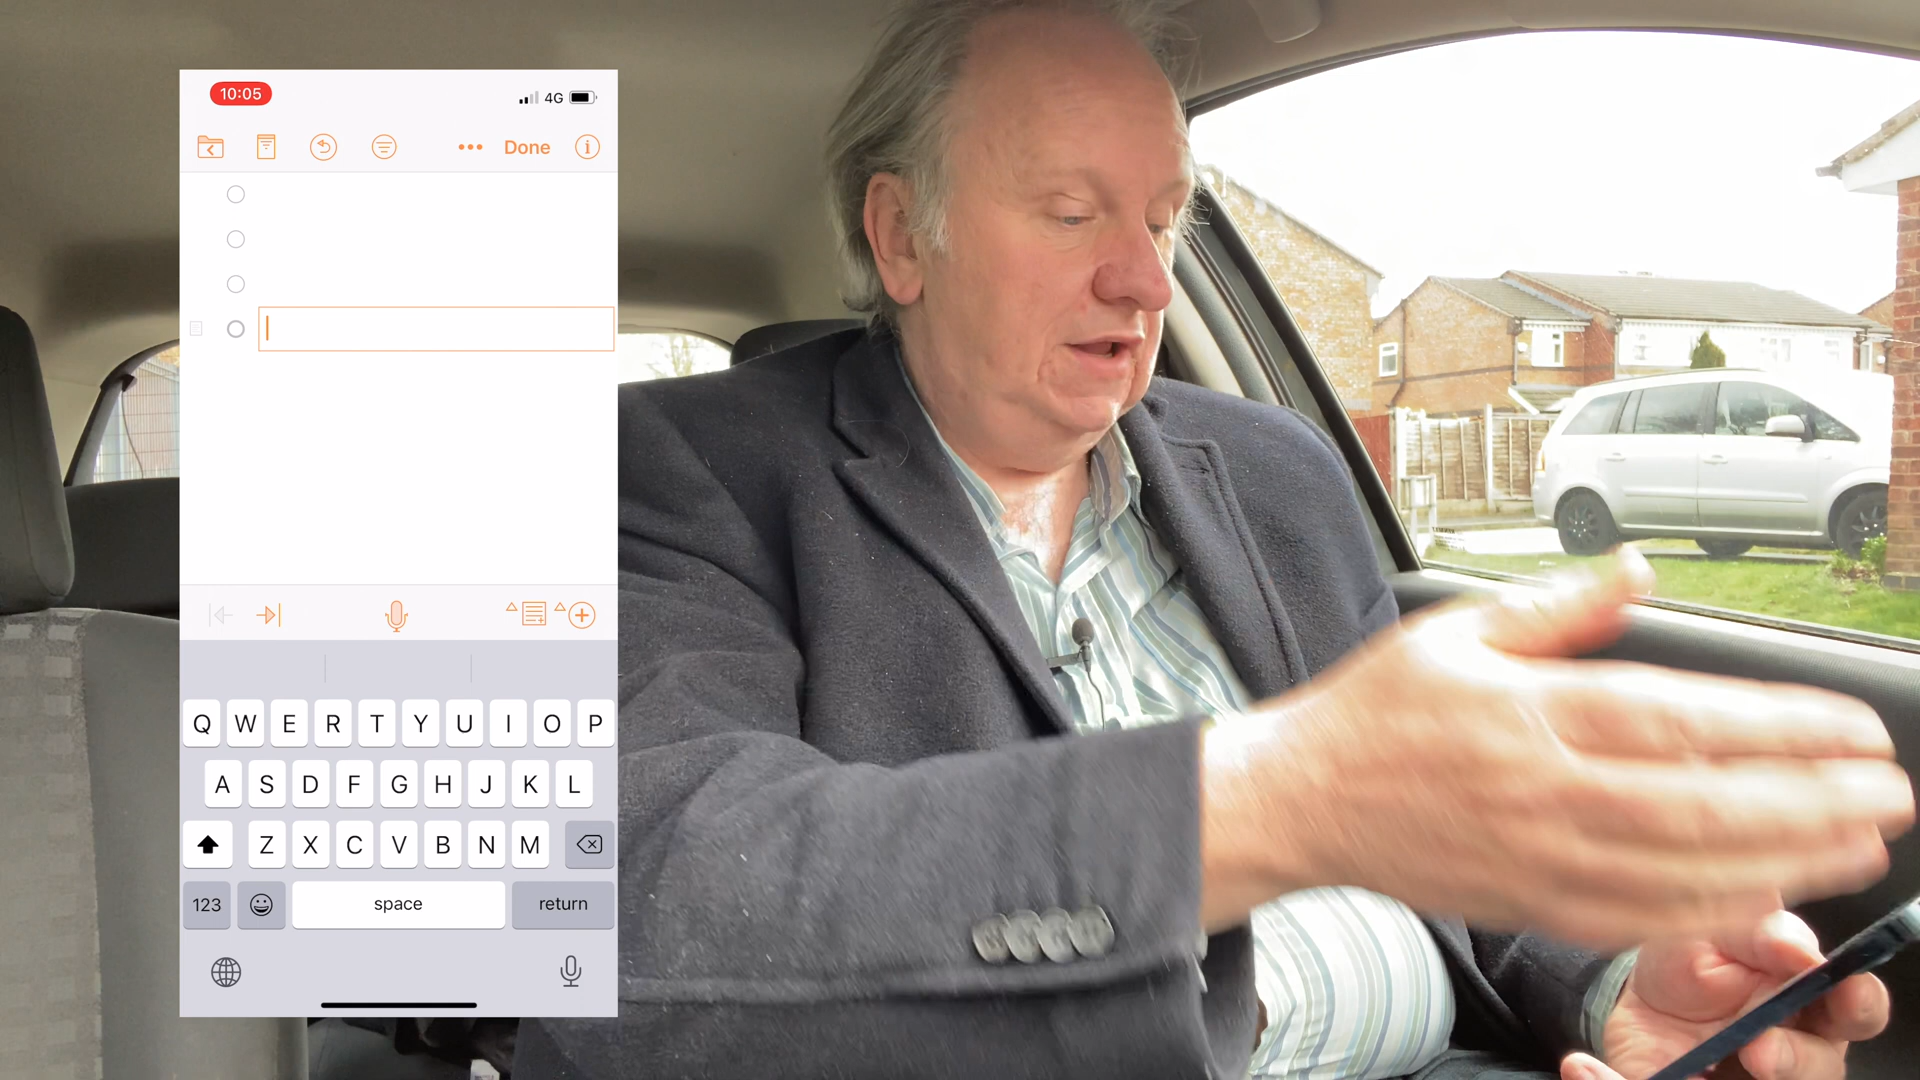 10:05
4G
Done
i
Q W E R T Y U I O P
A S D F G H J K L
Z X C V B N M
123
space
return